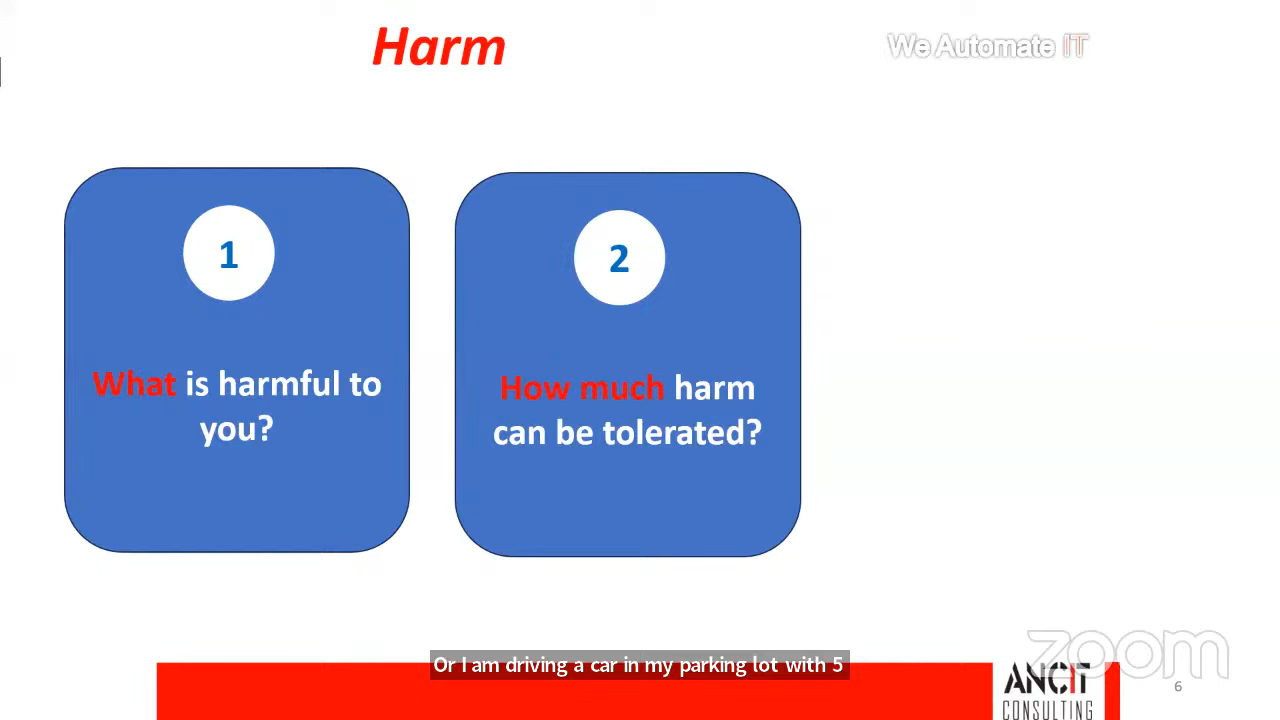 Harm
We Automate IT
1
What is harmful to
you?
2
How much harm
can be tolerated?
Or I am driving a car in my parking lot with 5
zoom
ANCIT
CONSULTING
6